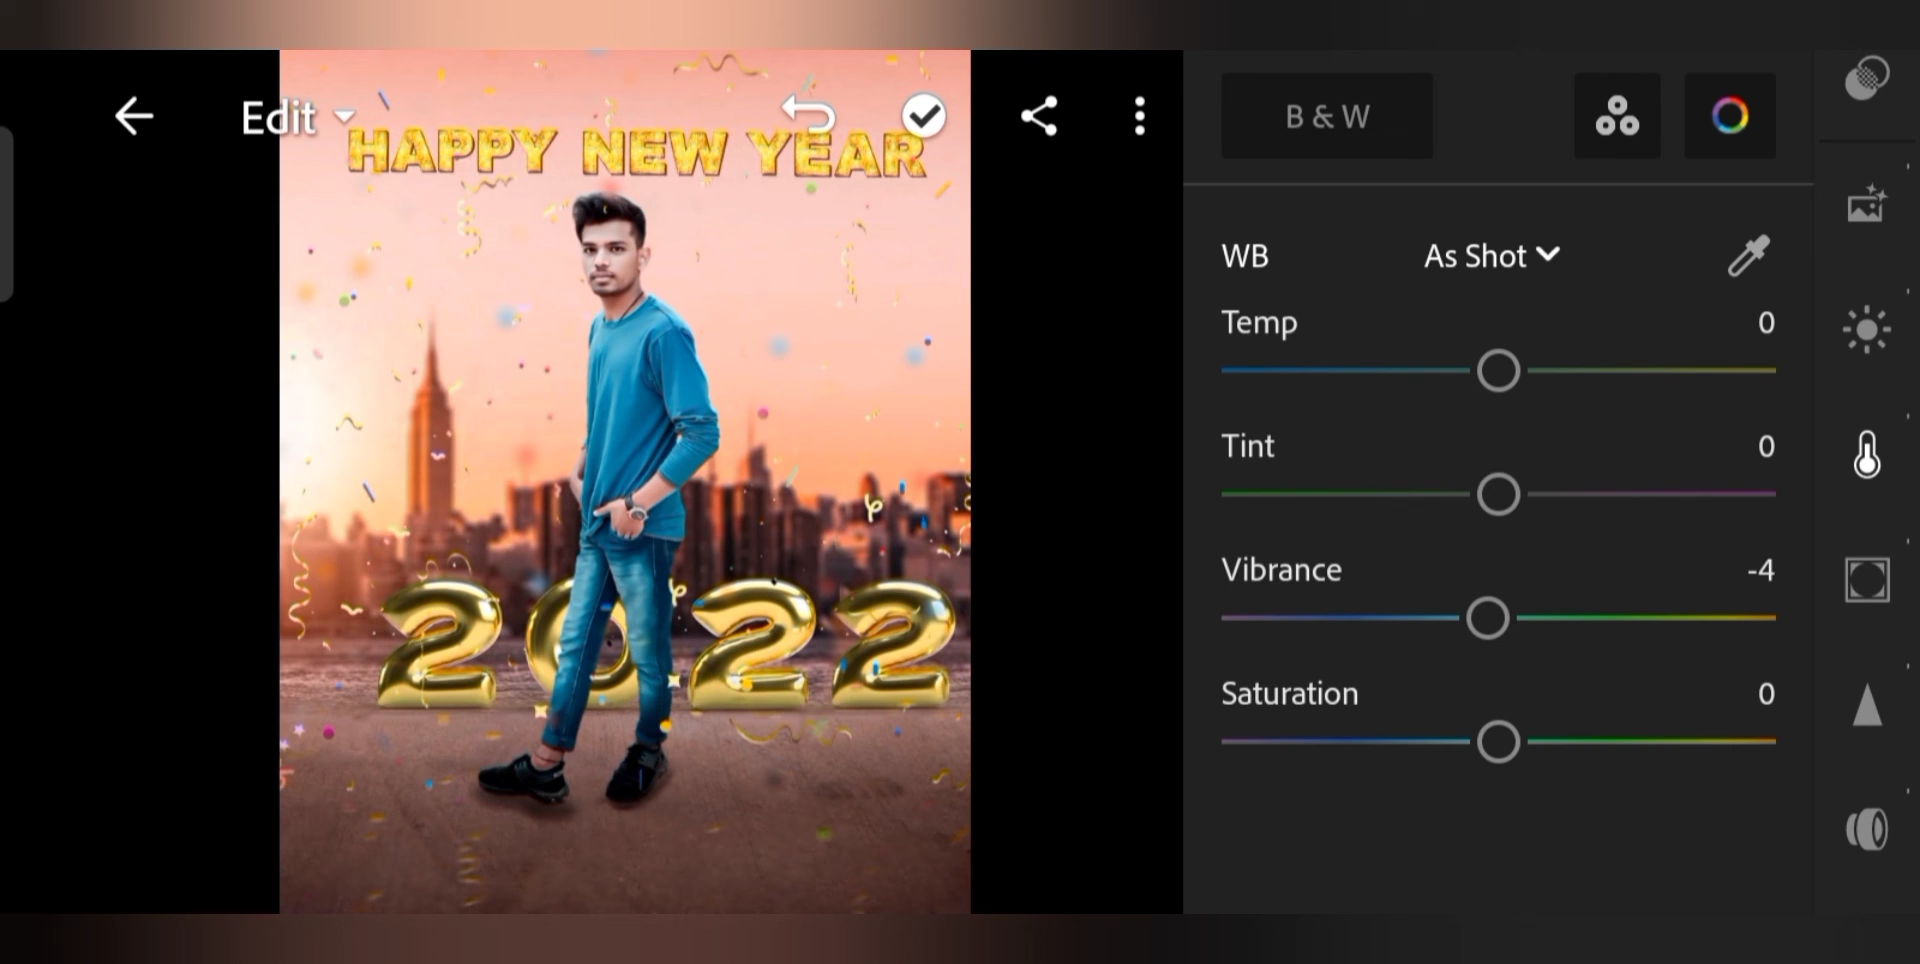 Edit
HAPPY NEW YEAR
2022
B & W
WB As Shot
Temp 0
Tint 0
Vibrance -4
Saturation 0